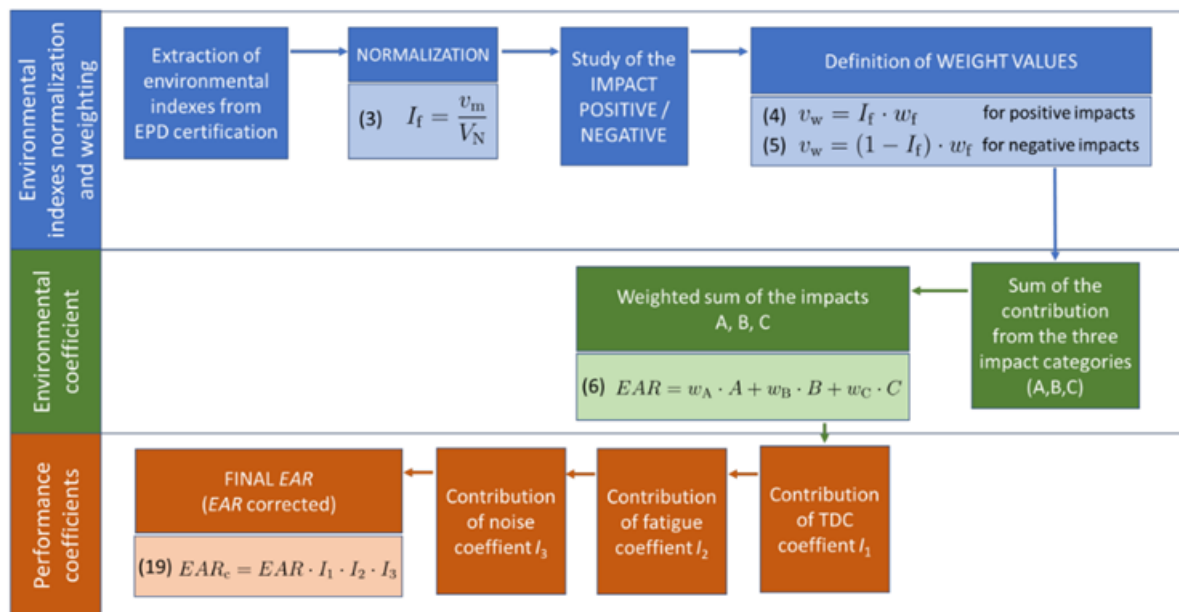 Environmental
indexes normalization
and weighting
Extraction of
environmental
indexes from
EPD certification
NORMALIZATION
(3) I_f = v_m / V_N
Study of the
IMPACT
POSITIVE /
NEGATIVE
Definition of WEIGHT VALUES
(4) v_w = I_f · w_f for positive impacts
(5) v_w = (1 − I_f) · w_f for negative impacts
Environmental
coefficient
Weighted sum of the impacts
A, B, C
(6) EAR = w_A · A + w_B · B + w_C · C
Sum of the
contribution
from the three
impact categories
(A,B,C)
Performance
coefficients
FINAL EAR
(EAR corrected)
(19) EAR_c = EAR · I_1 · I_2 · I_3
Contribution
of noise
coeffient I_3
Contribution
of fatigue
coeffient I_2
Contribution
of TDC
coeffient I_1